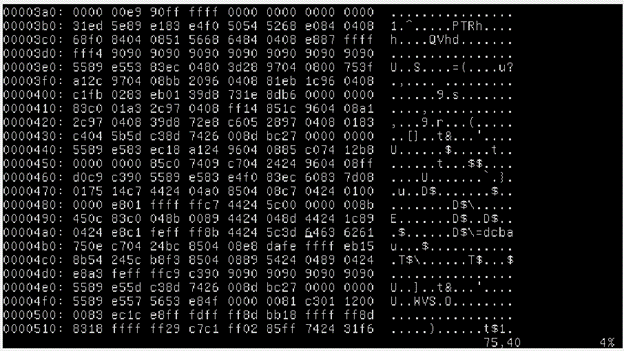 00003a0: 0000 00e9 90ff ffff 0000 0000 0000 0000 ................
00003b0: 31ed 5e89 e183 e4f0 5054 5268 e084 0408 1.^.....PTRh....
00003c0: 68f0 8404 0851 5668 6484 0408 e887 ffff h....QVhd.......
00003d0: fff4 9090 9090 9090 9090 9090 9090 9090 ................
00003e0: 5589 e553 83ec 0480 3d28 9704 0800 753f U..S....=(....u?
00003f0: a12c 9704 08bb 2096 0408 81eb 1c96 0408 .,.... .........
0000400: c1fb 0283 eb01 39d8 731e 8db6 0000 0000 ......9.s.......
0000410: 83c0 01a3 2c97 0408 ff14 851c 9604 08a1 ....,...........
0000420: 2c97 0408 39d8 72e8 c605 2897 0408 0183 ,...9.r...(.....
0000430: c404 5b5d c38d 7426 008d bc27 0000 0000 ..[]..t&...'....
0000440: 5589 e583 ec18 a124 9604 0885 c074 12b8 U......$.....t..
0000450: 0000 0000 85c0 7409 c704 2424 9604 08ff ......t...$$....
0000460: d0c9 c390 5589 e583 e4f0 83ec 6083 7d08 ....U.......`.}.
0000470: 0175 14c7 4424 04a0 8504 08c7 0424 0100 .u..D$.......$..
0000480: 0000 e801 ffff ffc7 4424 5c00 0000 008b ........D$\.....
0000490: 450c 83c0 048b 0089 4424 048d 4424 1c89 E.......D$..D$..
00004a0: 0424 e8c1 feff ff8b 4424 5c3d 6463 6261 .$......D$\=dcba
00004b0: 750e c704 24bc 8504 08e8 dafe ffff eb15 u...$...........
00004c0: 8b54 245c b8f3 8504 0889 5424 0489 0424 .T$\......T$...$
00004d0: e8a3 feff ffc9 c390 9090 9090 9090 9090 ................
00004e0: 5589 e55d c38d 7426 008d bc27 0000 0000 U..]..t&...'....
00004f0: 5589 e557 5653 e84f 0000 0081 c301 1200 U..WVS.O........
0000500: 0083 ec1c e8ff fdff ff8d bb18 ffff ff8d ................
0000510: 8318 ffff ff29 c7c1 ff02 85ff 7424 31f6 .....)......t$1.
75,40 4%